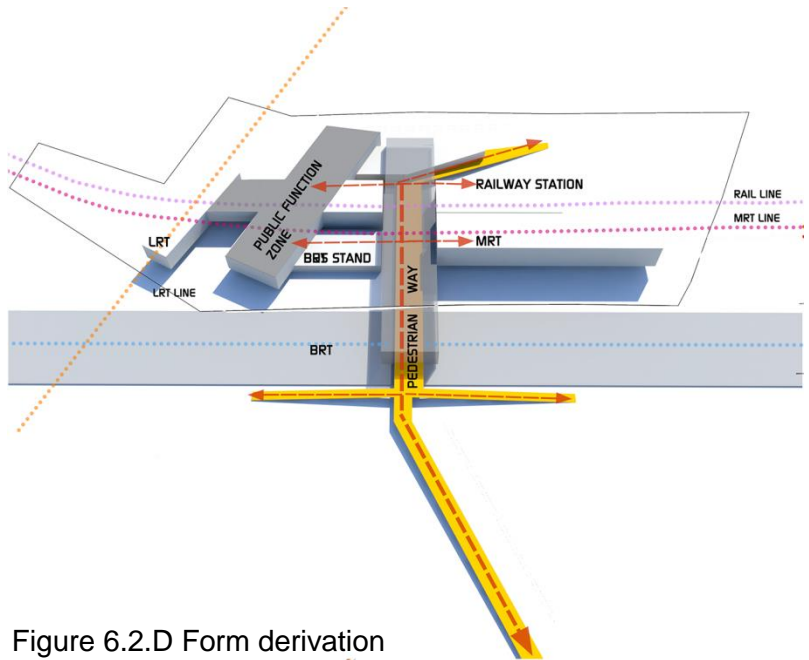 PUBLIC FUNCTION
ZONE
RAILWAY STATION
RAIL LINE
MRT LINE
LRT
MRT
STAND
LRT LINE
PEDESTRIAN WAY
BRT
Figure 6.2.D Form derivation